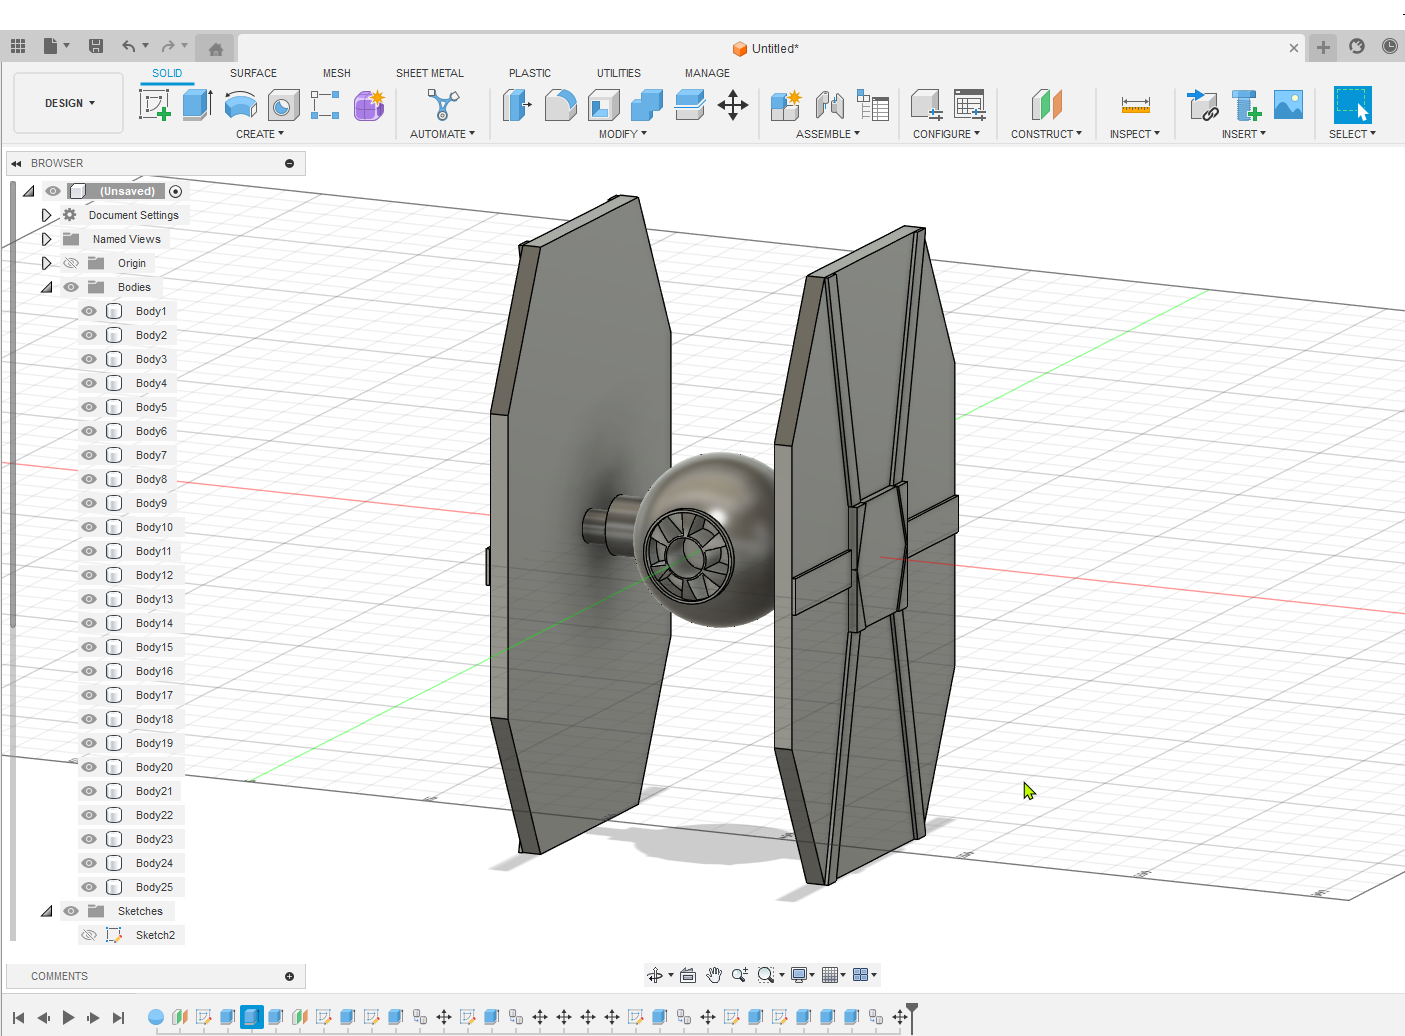 Untitled*
SOLID SURFACE MESH SHEET METAL PLASTIC UTILITIES MANAGE
DESIGN
CREATE AUTOMATE MODIFY ASSEMBLE CONFIGURE CONSTRUCT INSPECT INSERT SELECT
BROWSER
(Unsaved)
Document Settings
Named Views
Origin
Bodies
Body1
Body2
Body3
Body4
Body5
Body6
Body7
Body8
Body9
Body10
Body11
Body12
Body13
Body14
Body15
Body16
Body17
Body18
Body19
Body20
Body21
Body22
Body23
Body24
Body25
Sketches
Sketch2
COMMENTS